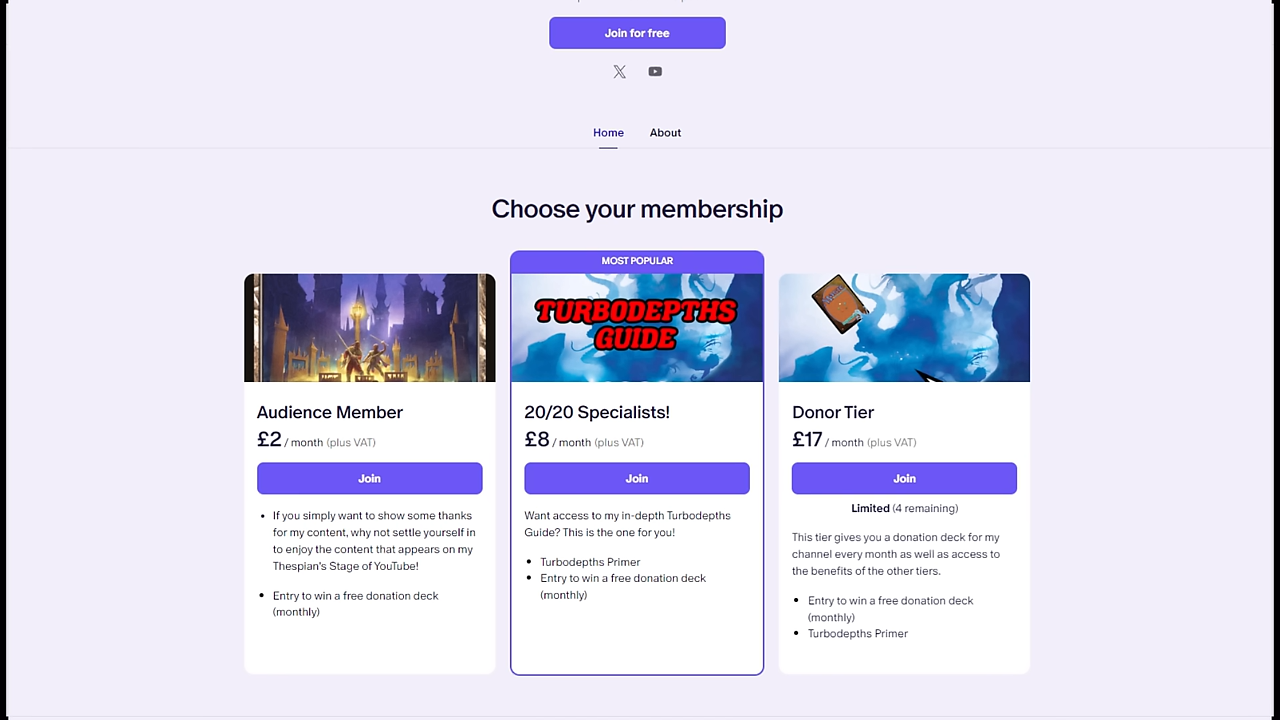 Join for free
Home
About
Choose your membership
MOST POPULAR
TURBODEPTHS
GUIDE
Audience Member
£2 / month (plus VAT)
Join
• If you simply want to show some thanks
for my content, why not settle yourself in
to enjoy the content that appears on my
Thespian's Stage of YouTube!
• Entry to win a free donation deck
(monthly)
20/20 Specialists!
£8 / month (plus VAT)
Join
Want access to my in-depth Turbodepths
Guide? This is the one for you!
• Turbodepths Primer
• Entry to win a free donation deck
(monthly)
Donor Tier
£17 / month (plus VAT)
Join
Limited (4 remaining)
This tier gives you a donation deck for my
channel every month as well as access to
the benefits of the other tiers.
• Entry to win a free donation deck
(monthly)
• Turbodepths Primer